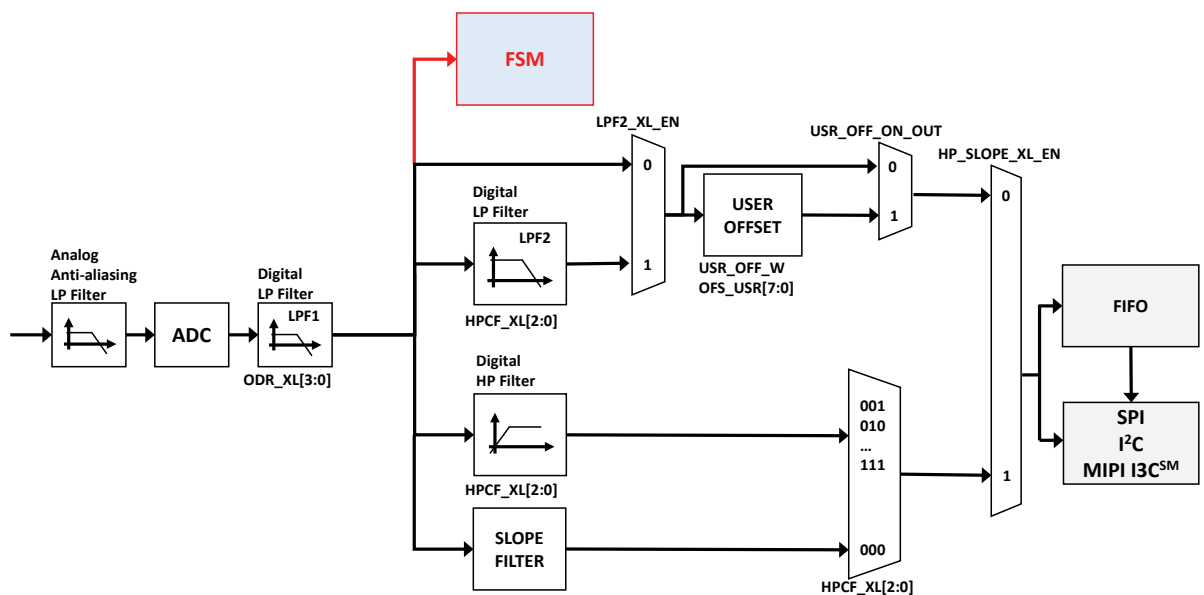 FSM
LPF2_XL_EN
USR_OFF_ON_OUT
HP_SLOPE_XL_EN
0
0
0
Digital
LP Filter
LPF2
USER
OFFSET
1
1
USR_OFF_W
OFS_USR[7:0]
HPCF_XL[2:0]
Analog
Anti-aliasing
LP Filter
ADC
Digital
LP Filter
LPF1
ODR_XL[3:0]
FIFO
Digital
HP Filter
HPCF_XL[2:0]
001
010
...
111
1
SPI
I²C
MIPI I3Cˢᴹ
SLOPE
FILTER
000
HPCF_XL[2:0]